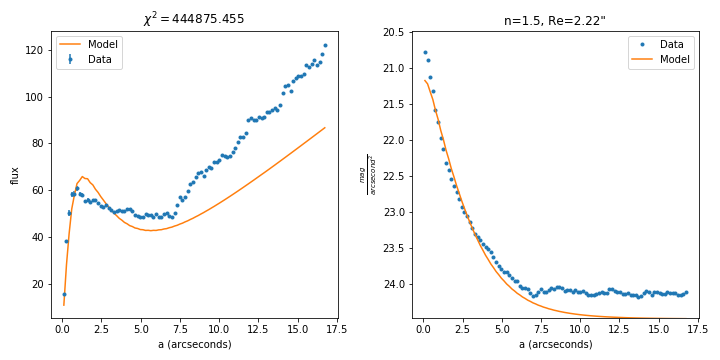 χ² = 444875.455
Model
Data
flux
120
100
80
60
40
20
0.0 2.5 5.0 7.5 10.0 12.5 15.0 17.5
a (arcseconds)
n=1.5, Re=2.22"
Data
Model
mag
arcsecond²
20.5
21.0
21.5
22.0
22.5
23.0
23.5
24.0
0.0 2.5 5.0 7.5 10.0 12.5 15.0 17.5
a (arcseconds)